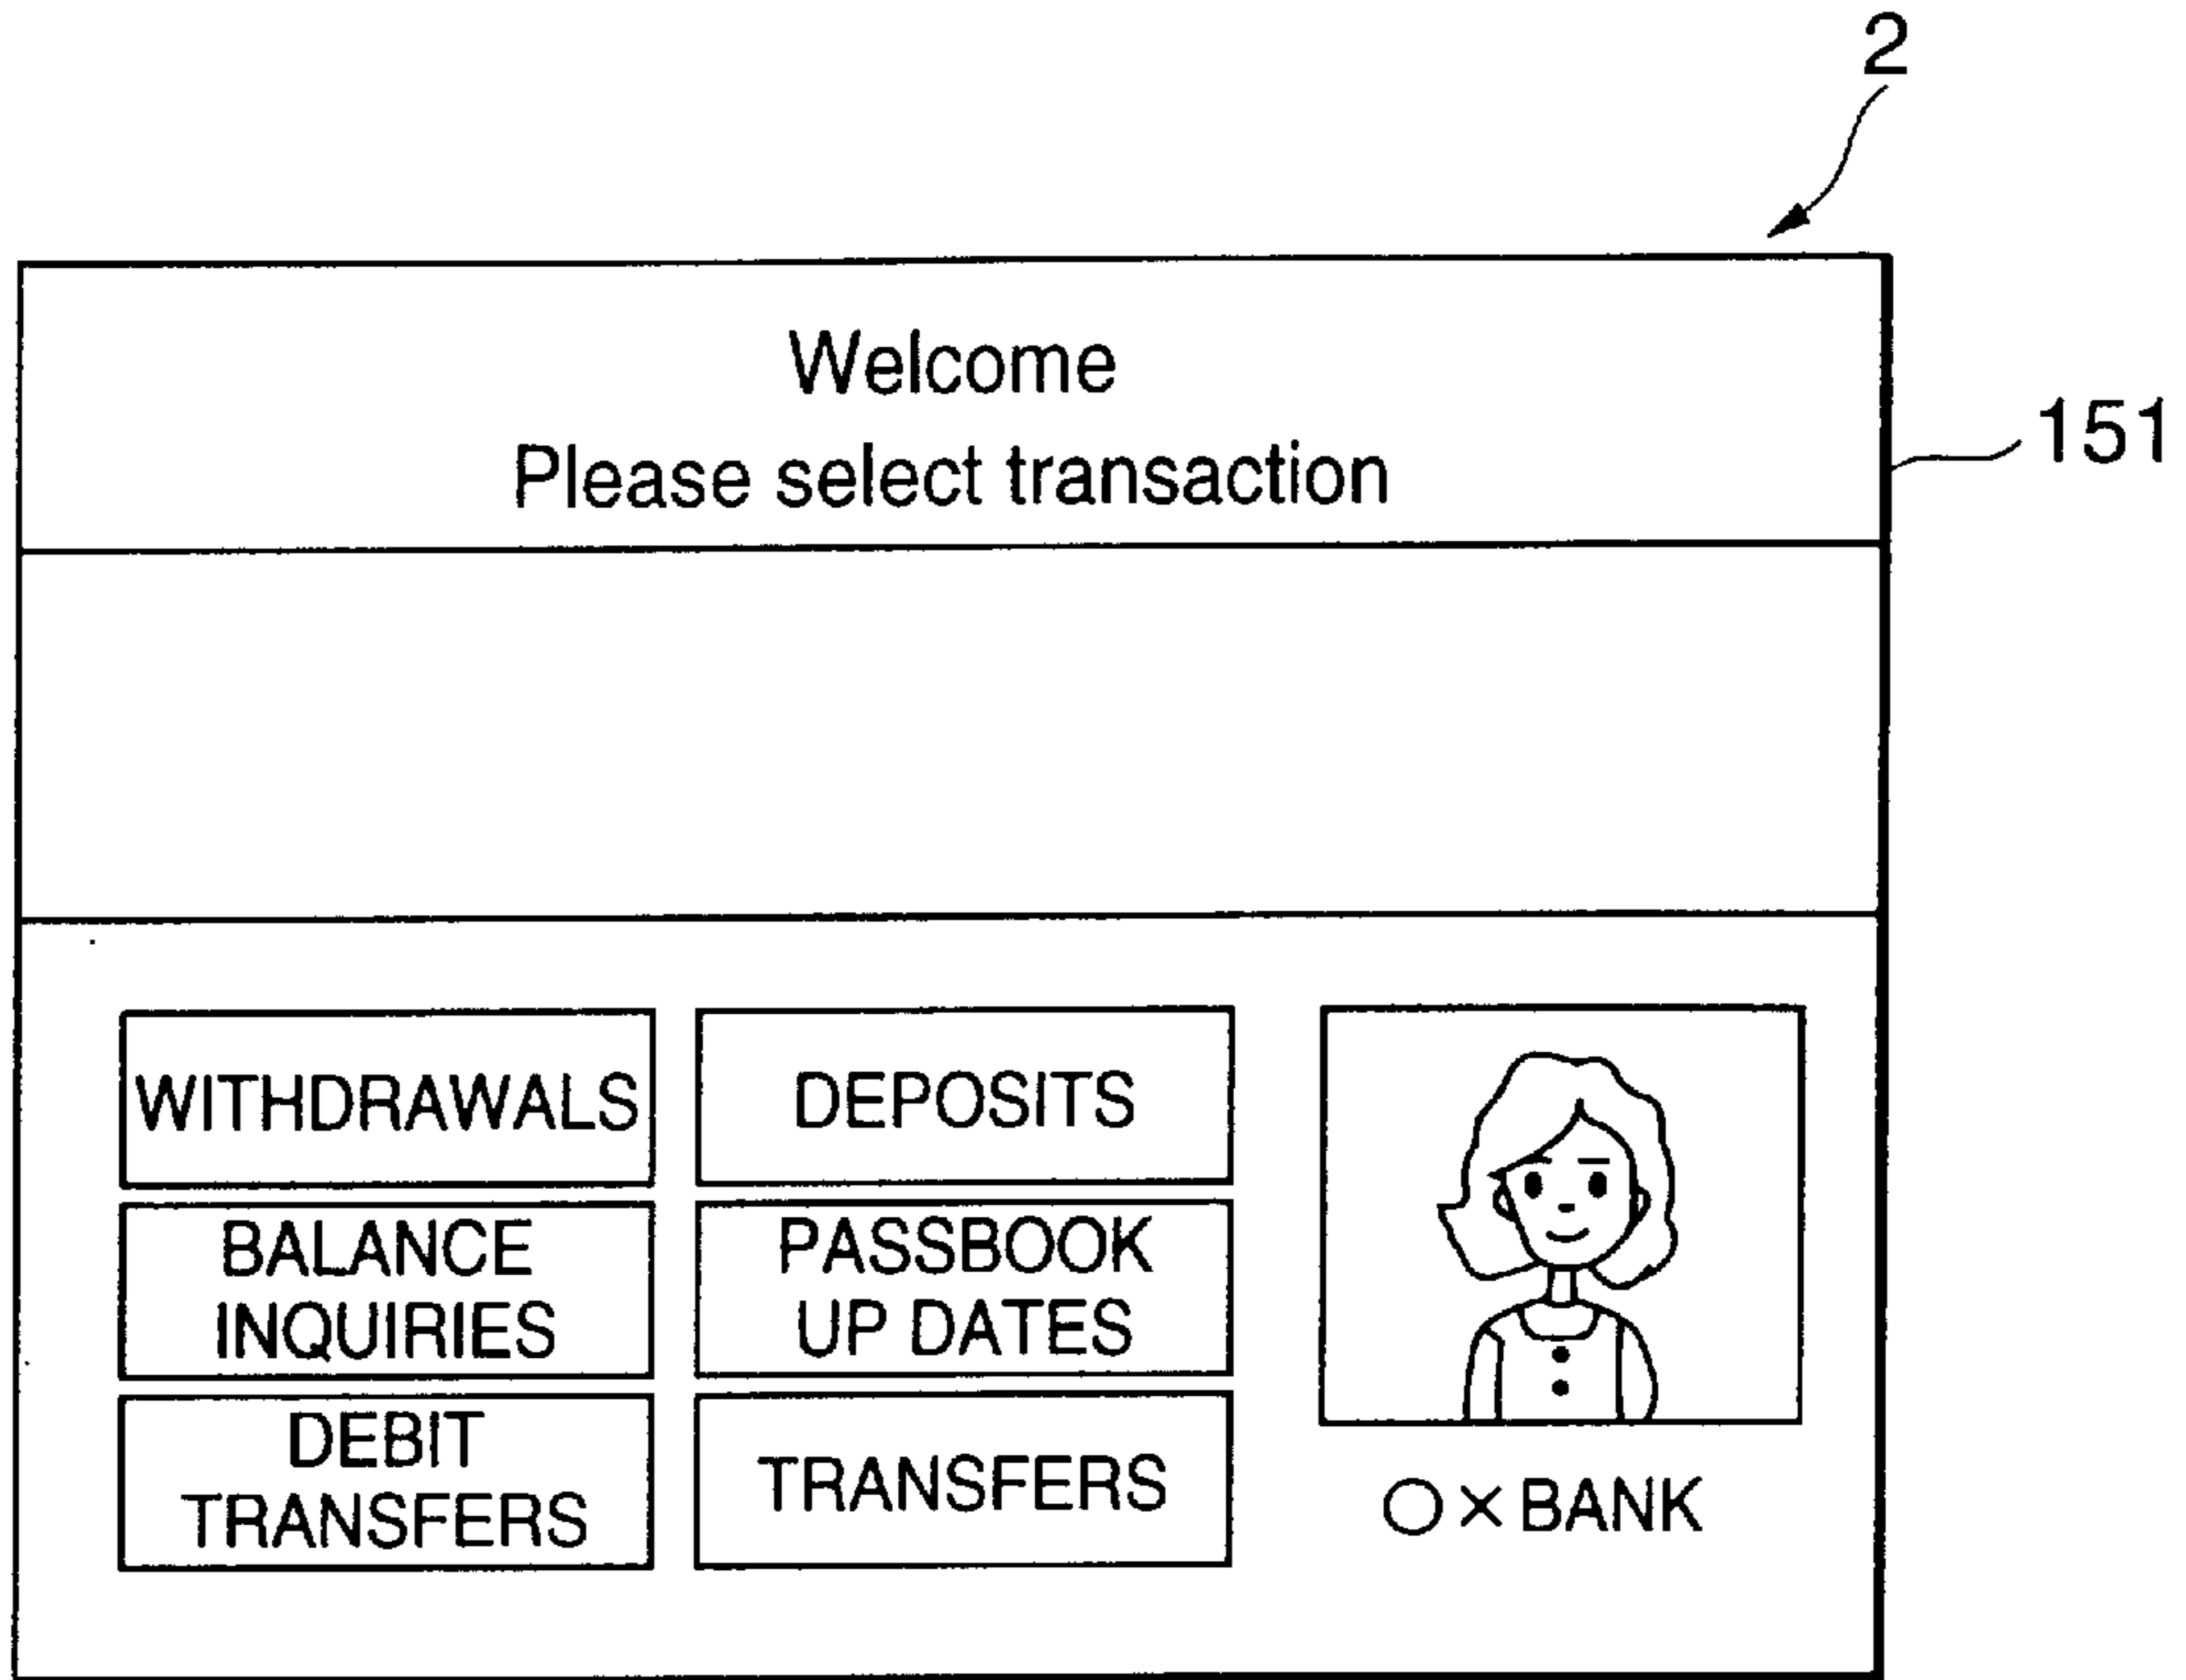 2
Welcome
151
Please select transaction
WITHDRAWALS
DEPOSITS
BALANCE
INQUIRIES
PASSBOOK
UP DATES
DEBIT
TRANSFERS
TRANSFERS
○×BANK